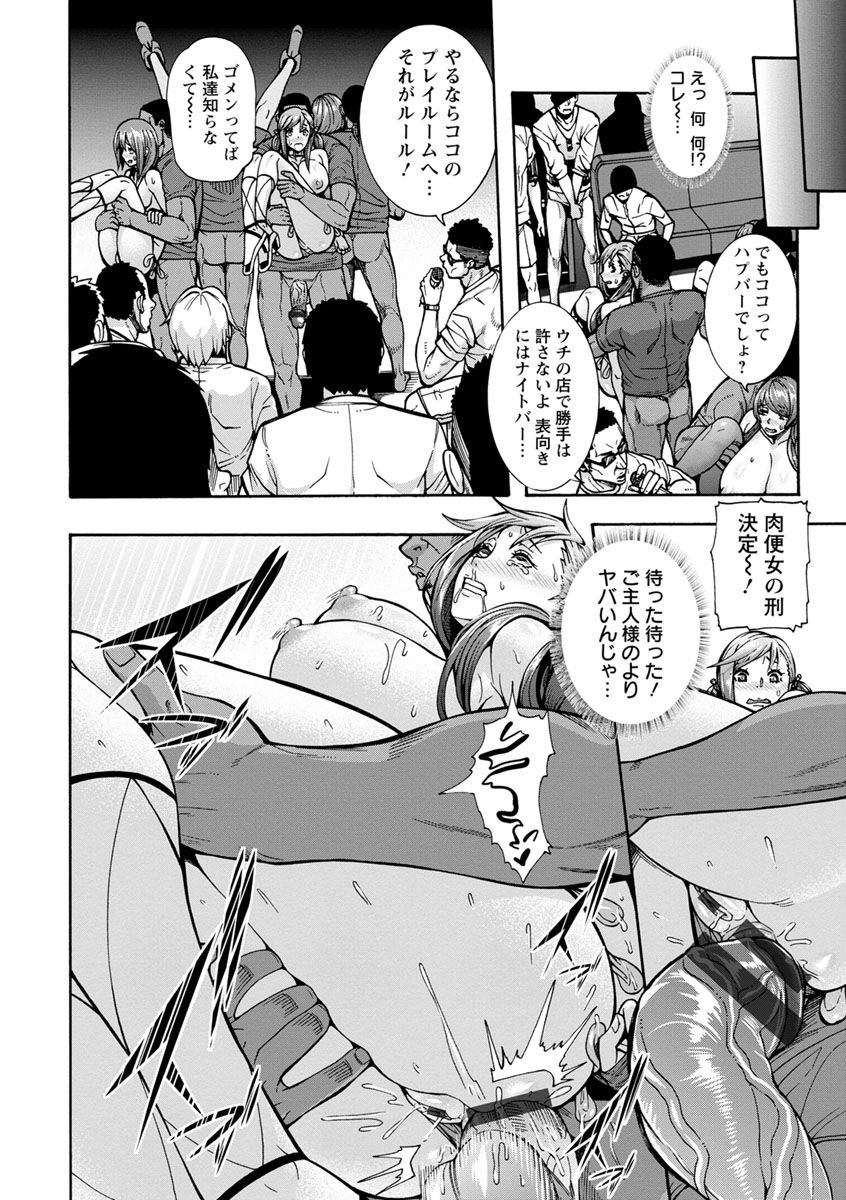 えっ 何 何!?
コレ〜…
でもココって
ハプバーでしょ?
ウチの店で勝手は
許さないよ 表向き
にはナイトバー…
やるならココの
プレイルームへ…
それがルール!
ゴメンってば
私達知らな
くて〜…
肉便女の刑
決定〜!
待った待った!
ご主人様のより
ヤバいんじゃ…